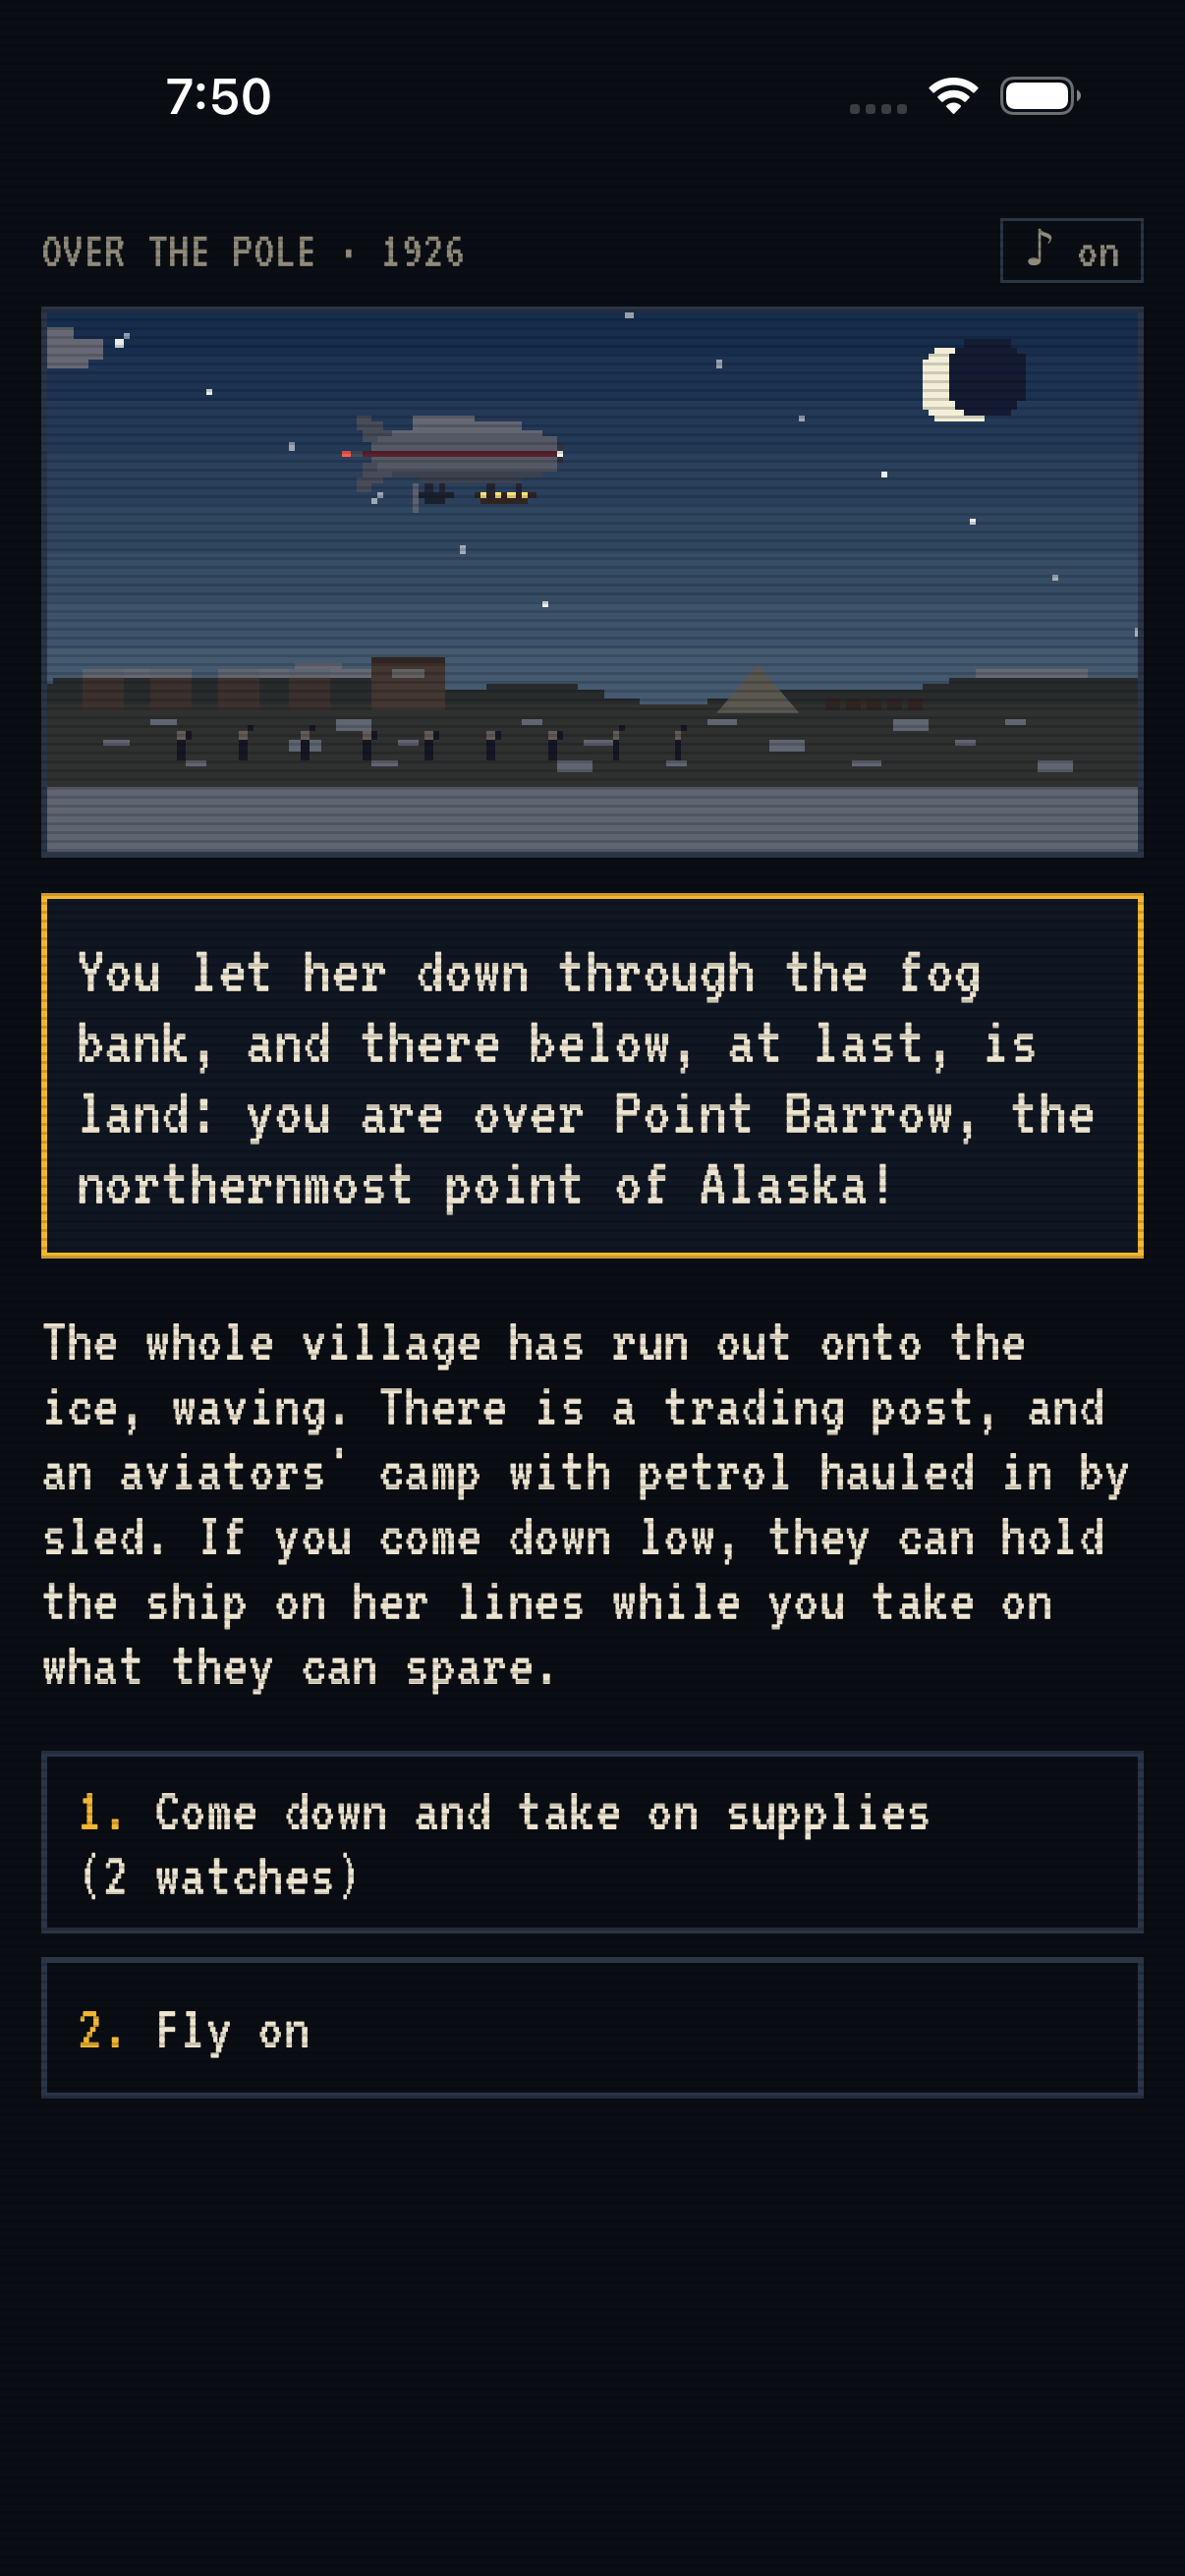 7:50
OVER THE POLE · 1926
♪ on
You let her down through the fog
bank, and there below, at last, is
land: you are over Point Barrow, the
northernmost point of Alaska!
The whole village has run out onto the
ice, waving. There is a trading post, and
an aviators' camp with petrol hauled in by
sled. If you come down low, they can hold
the ship on her lines while you take on
what they can spare.
1. Come down and take on supplies
(2 watches)
2. Fly on